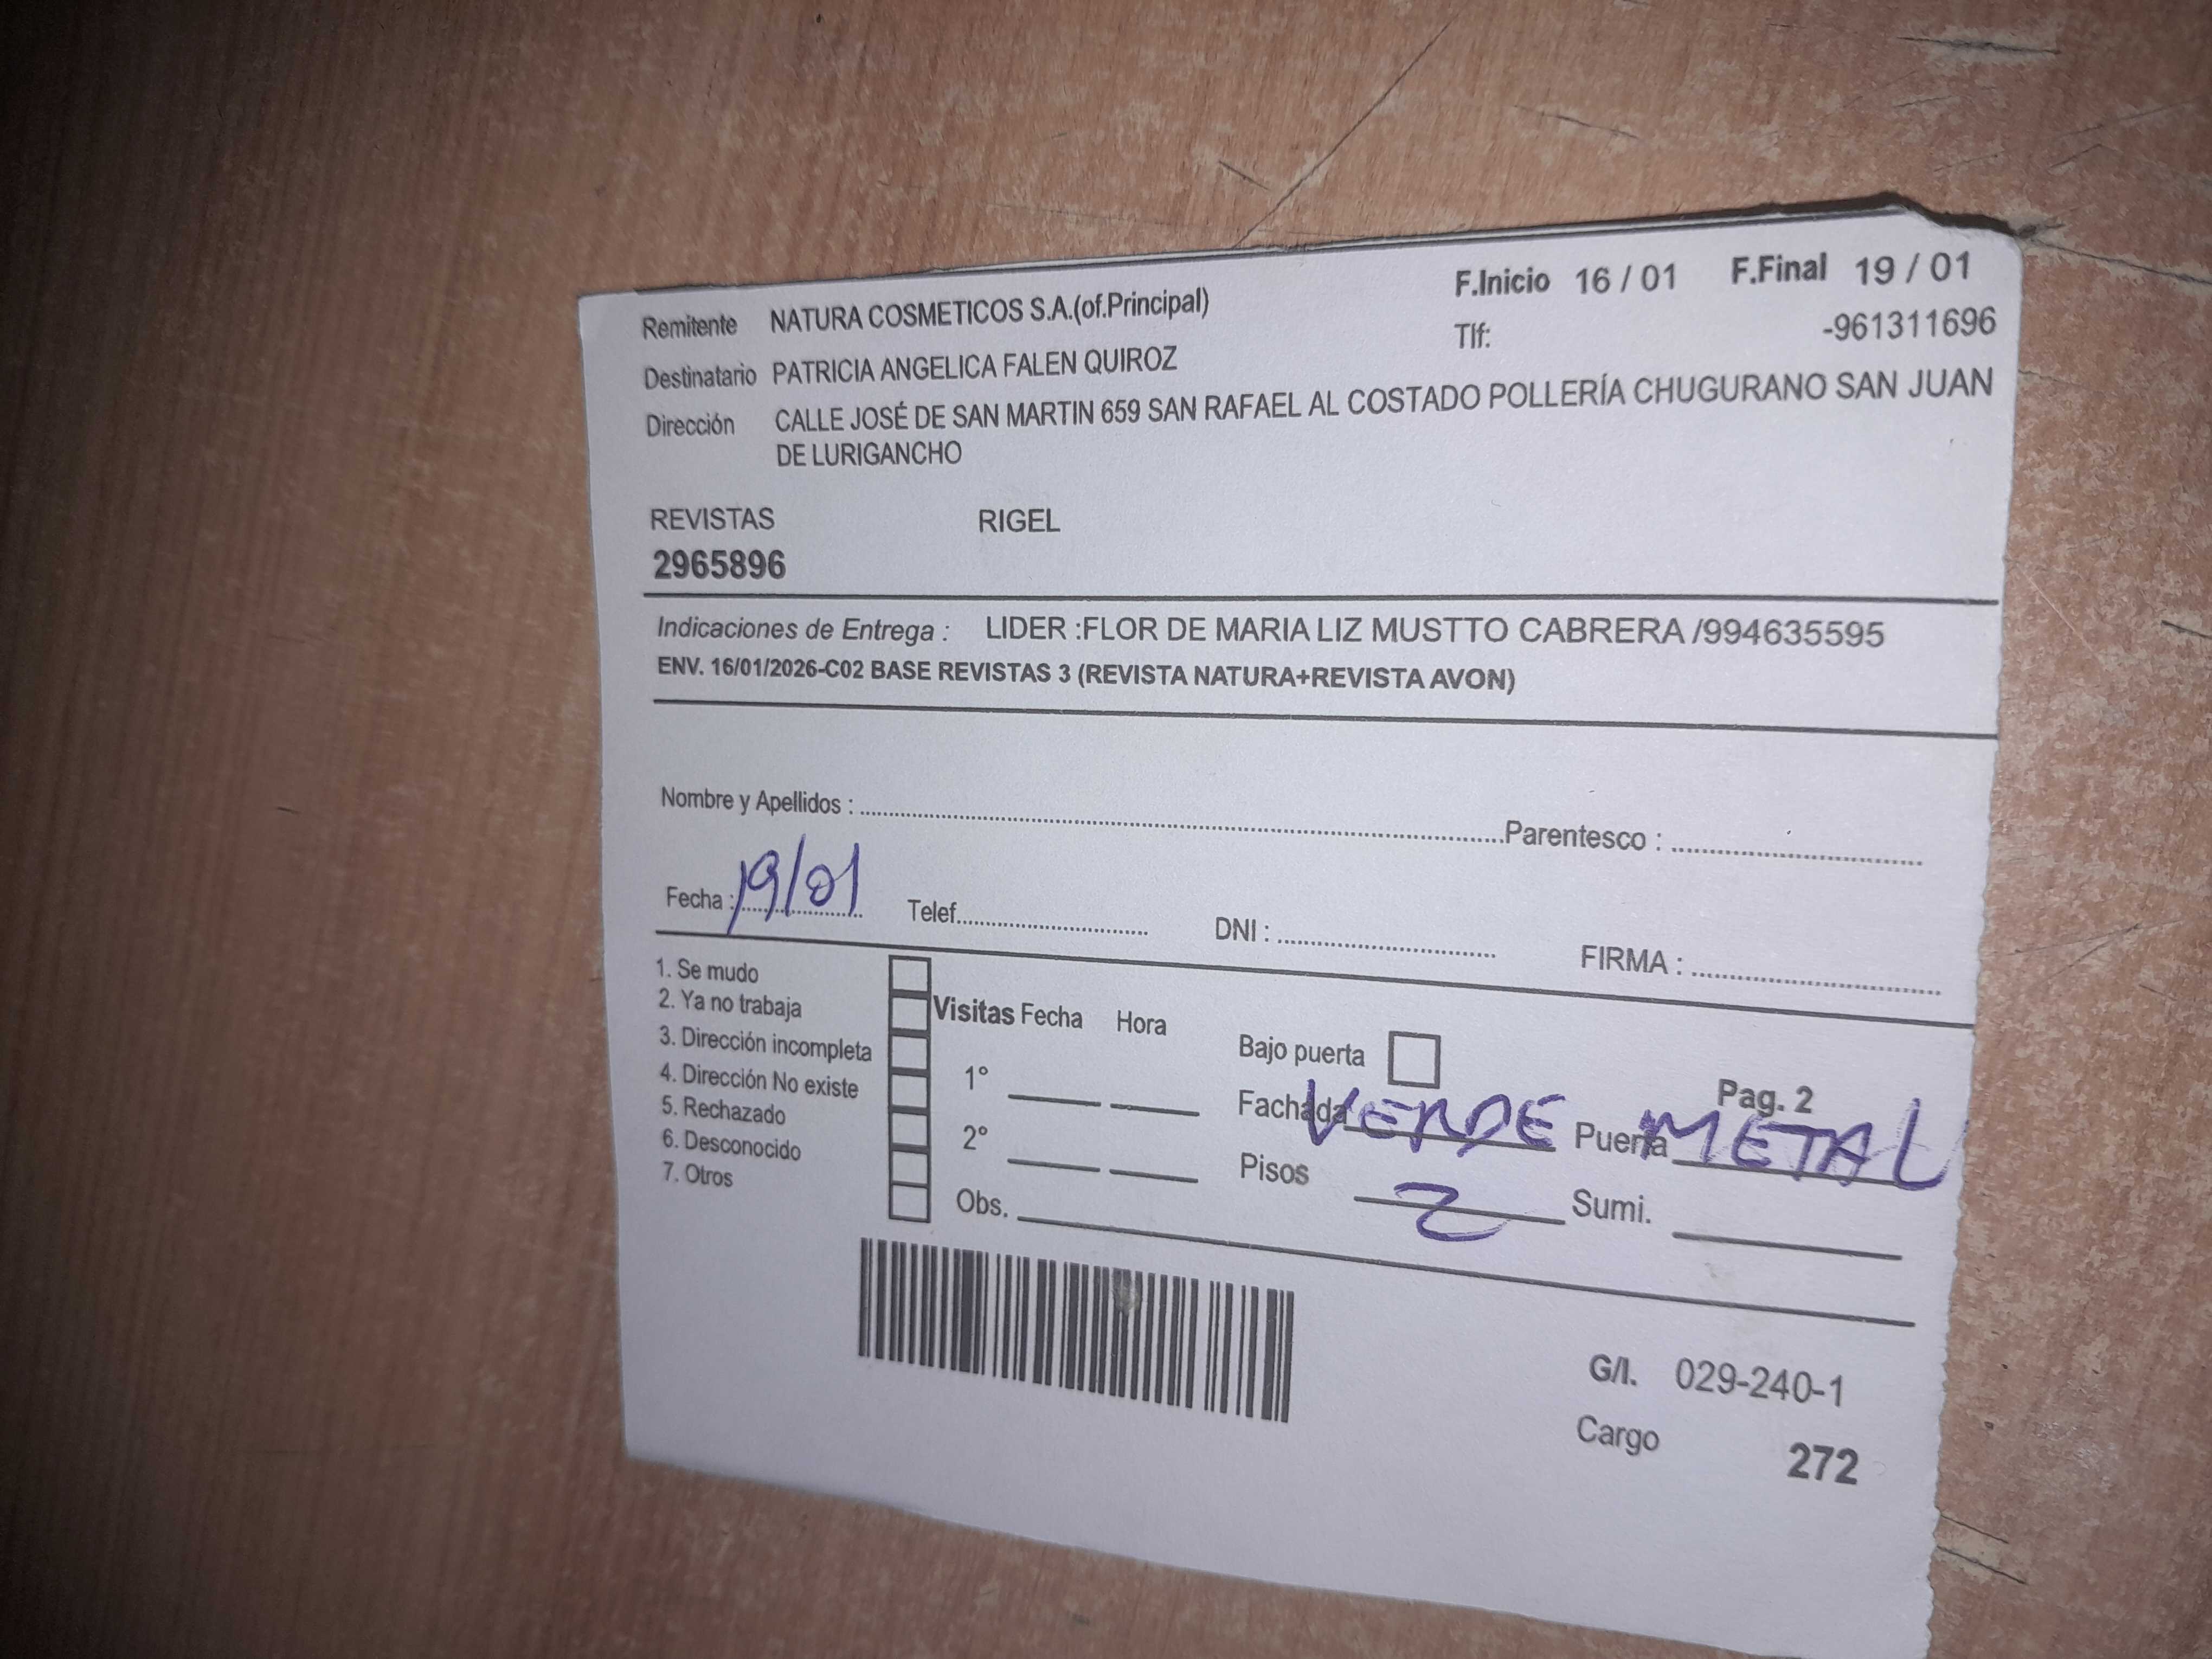 Remitente NATURA COSMETICOS S.A.(of.Principal) F.Inicio 16 / 01 F.Final 19 / 01
Destinatario PATRICIA ANGELICA FALEN QUIROZ Tlf: -961311696
Dirección CALLE JOSÉ DE SAN MARTIN 659 SAN RAFAEL AL COSTADO POLLERÍA CHUGURANO SAN JUAN
DE LURIGANCHO
REVISTAS RIGEL
2965896
Indicaciones de Entrega : LIDER :FLOR DE MARIA LIZ MUSTTO CABRERA /994635595
ENV. 16/01/2026-C02 BASE REVISTAS 3 (REVISTA NATURA+REVISTA AVON)
Nombre y Apellidos : Parentesco :
Fecha : 19/01 Telef. DNI : FIRMA :
1. Se mudo
2. Ya no trabaja
3. Dirección incompleta
4. Dirección No existe
5. Rechazado
6. Desconocido
7. Otros
Visitas Fecha Hora
1°
2°
Obs.
Bajo puerta Pag. 2
Fachada VERDE Puerta METAL
Pisos 2 Sumi.
G/I. 029-240-1
Cargo 272